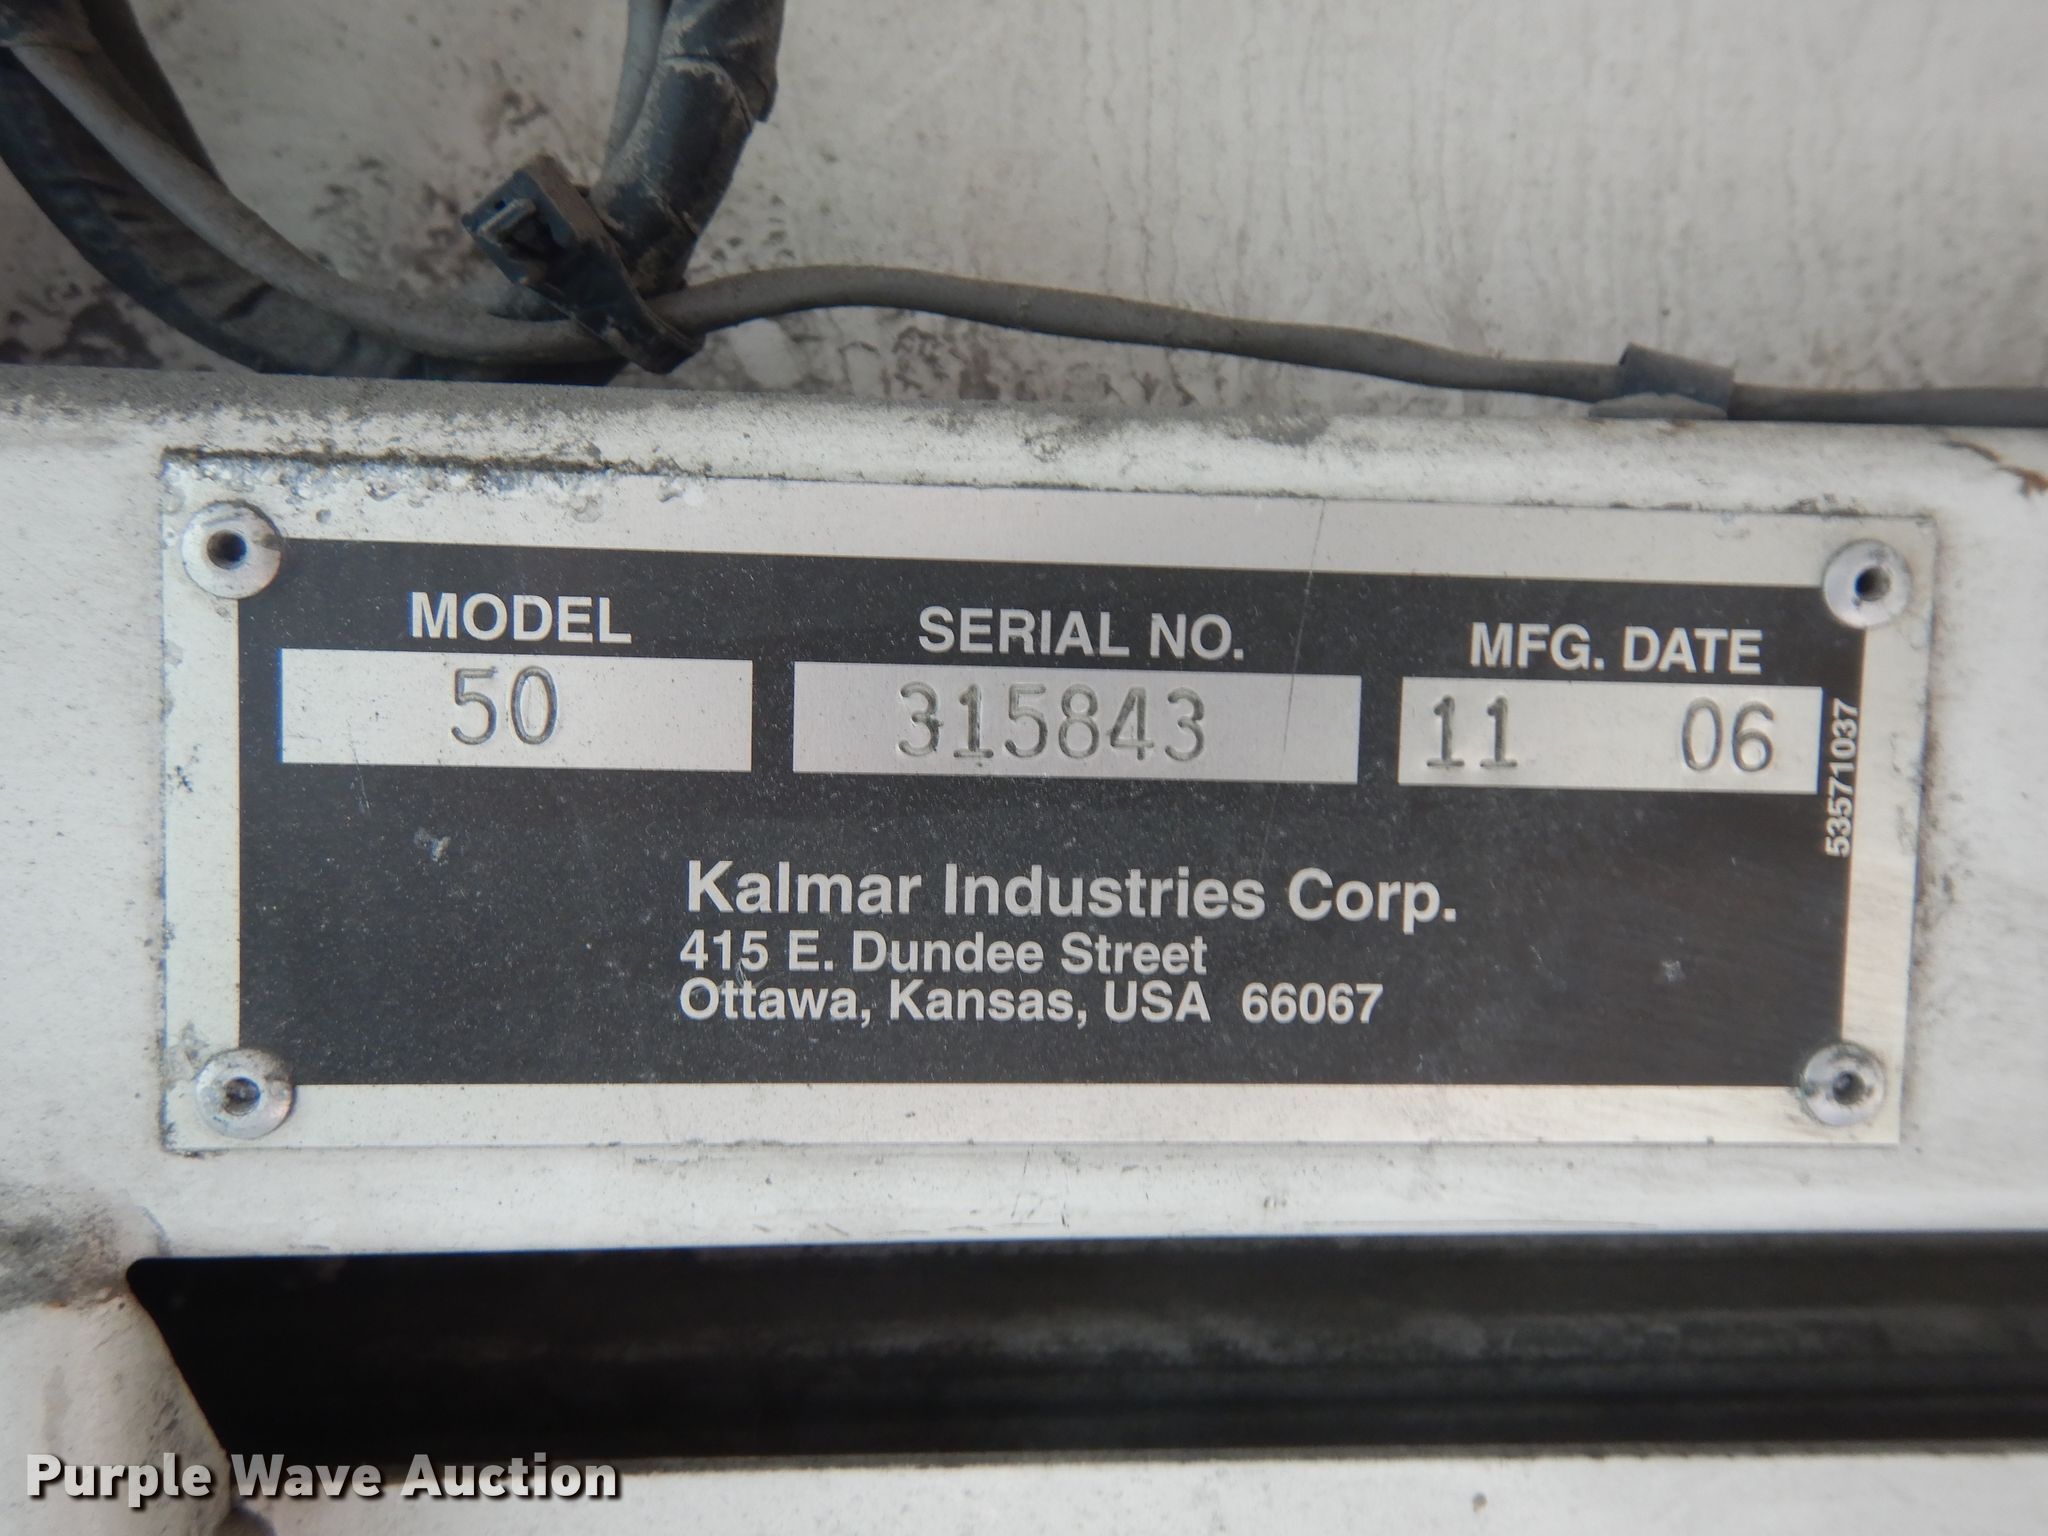 MODEL SERIAL NO. MFG. DATE
50 315843 11 06
53571037
Kalmar Industries Corp.
415 E. Dundee Street
Ottawa, Kansas, USA 66067
Purple Wave Auction